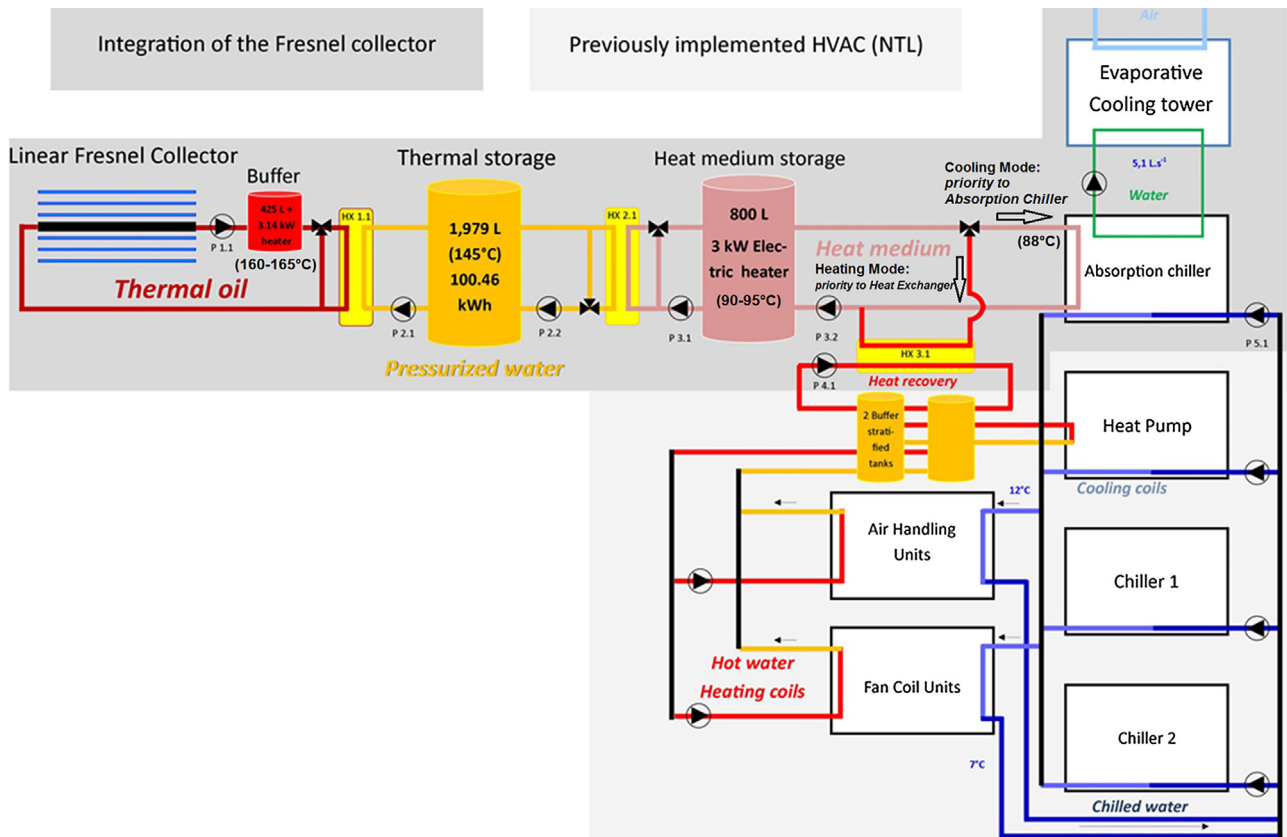 Integration of the Fresnel collector
Previously implemented HVAC (NTL)
Air
Evaporative
Cooling tower
5,1 L.s⁻¹
Water
Linear Fresnel Collector
Buffer
425 L +
3.14 kW
heater
(160-165°C)
P 1.1
Thermal oil
HX 1.1
Thermal storage
1,979 L
(145°C)
100.46
kWh
P 2.1
P 2.2
Pressurized water
HX 2.1
Heat medium storage
800 L
3 kW Elec-
tric heater
(90-95°C)
P 3.1
P 3.2
Cooling Mode:
priority to
Absorption Chiller
Heat medium
(88°C)
Heating Mode:
priority to Heat Exchanger
Absorption chiller
HX 3.1
P 5.1
P 4.1
Heat recovery
2 Buffer
strati-
fied
tanks
Heat Pump
Cooling coils
12°C
Air Handling
Units
Chiller 1
Hot water
Heating coils
Fan Coil Units
Chiller 2
7°C
Chilled water